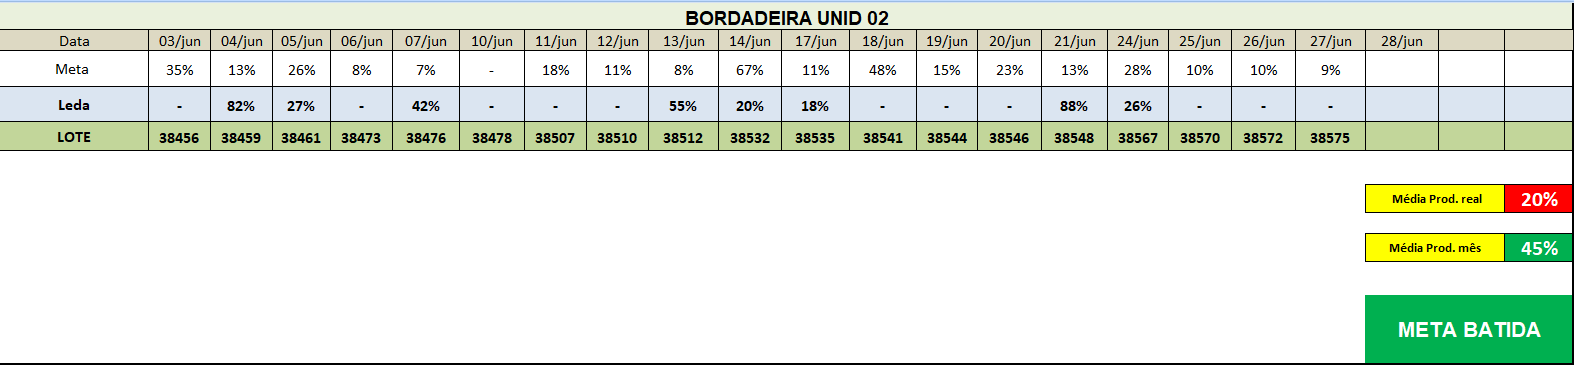 BORDADEIRA UNID 02
Data 03/jun 04/jun 05/jun 06/jun 07/jun 10/jun 11/jun 12/jun 13/jun 14/jun 17/jun 18/jun 19/jun 20/jun 21/jun 24/jun 25/jun 26/jun 27/jun 28/jun
Meta 35% 13% 26% 8% 7% - 18% 11% 8% 67% 11% 48% 15% 23% 13% 28% 10% 10% 9%
Leda - 82% 27% - 42% - - - 55% 20% 18% - - - 88% 26% - - -
LOTE 38456 38459 38461 38473 38476 38478 38507 38510 38512 38532 38535 38541 38544 38546 38548 38567 38570 38572 38575
Média Prod. real 20%
Média Prod. mês 45%
META BATIDA